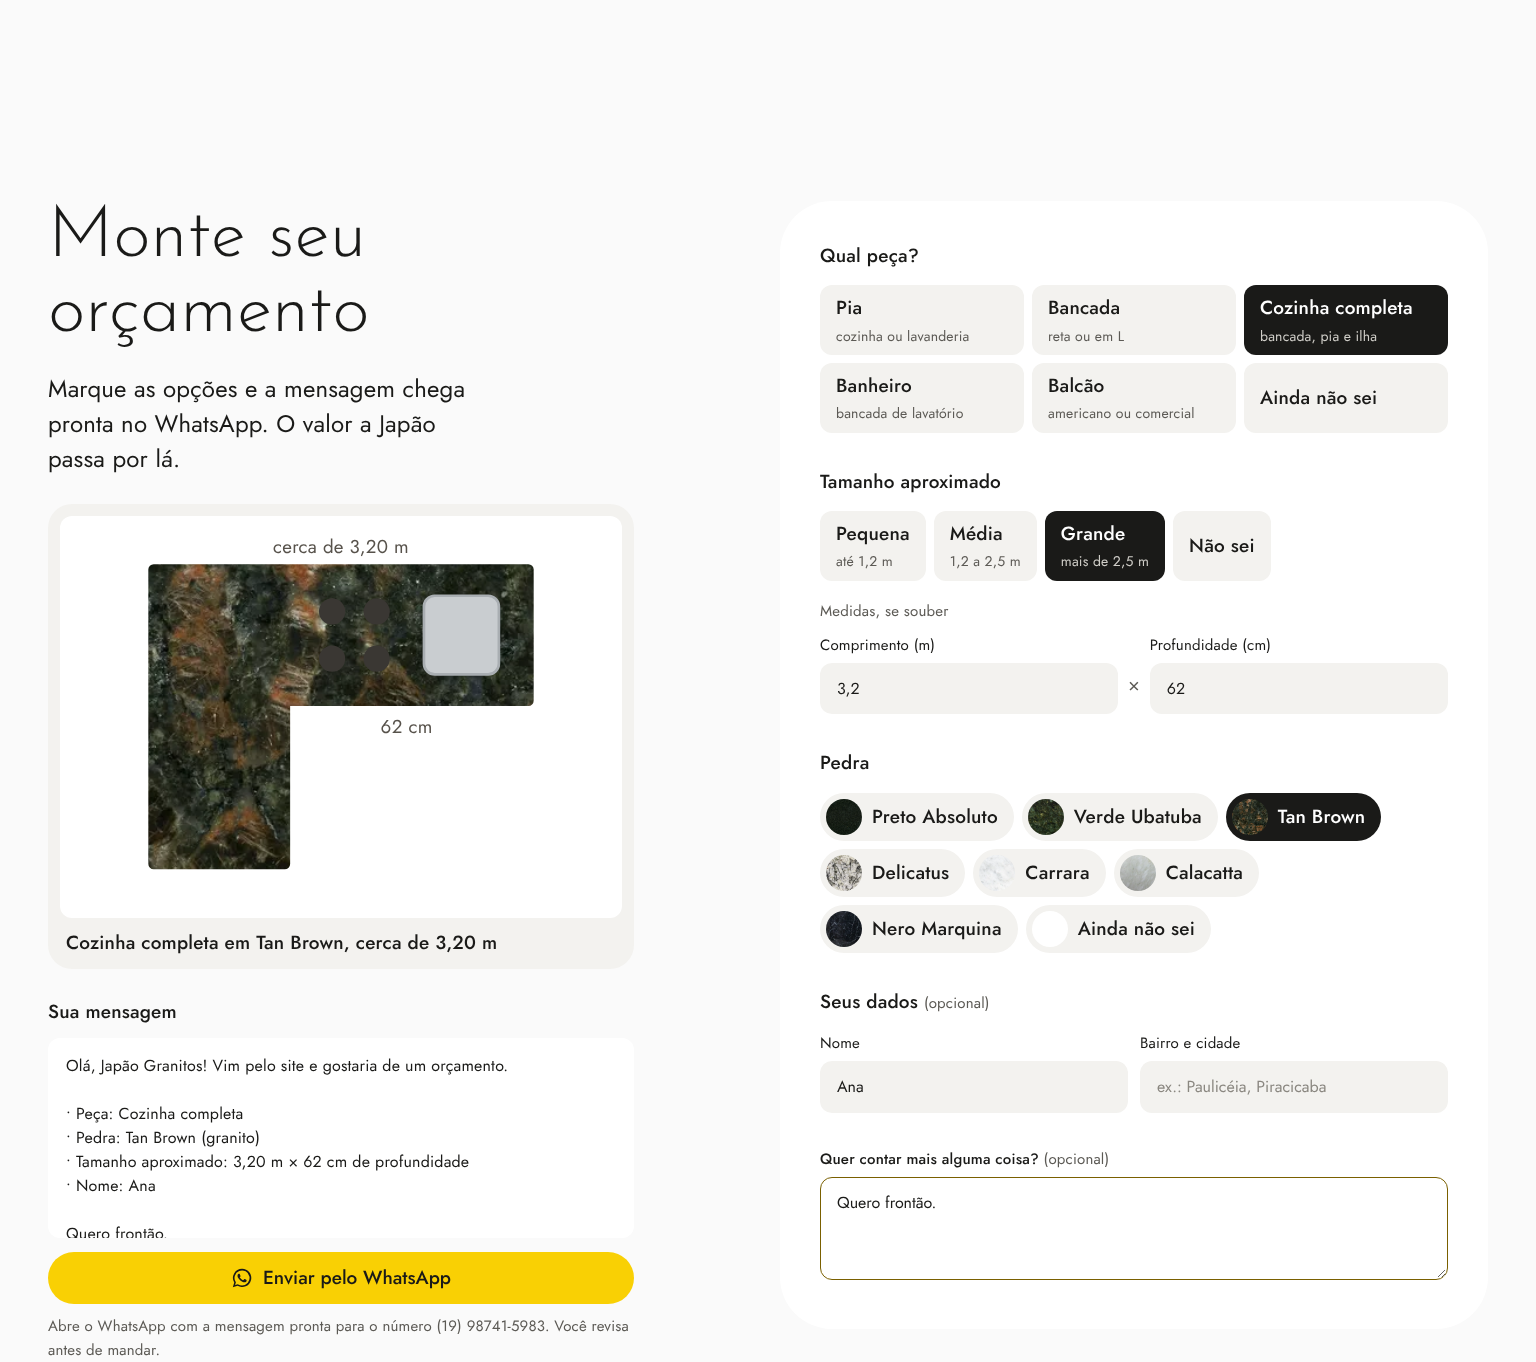 Monte seu
orçamento
Marque as opções e a mensagem chega
pronta no WhatsApp. O valor a Japão
passa por lá.
cerca de 3,20 m
62 cm
Cozinha completa em Tan Brown, cerca de 3,20 m
Sua mensagem
Olá, Japão Granitos! Vim pelo site e gostaria de um orçamento.
· Peça: Cozinha completa
· Pedra: Tan Brown (granito)
· Tamanho aproximado: 3,20 m × 62 cm de profundidade
· Nome: Ana
Quero frontão.
Enviar pelo WhatsApp
Abre o WhatsApp com a mensagem pronta para o número (19) 98741-5983. Você revisa
antes de mandar.
Qual peça?
Pia
cozinha ou lavanderia
Bancada
reta ou em L
Cozinha completa
bancada, pia e ilha
Banheiro
bancada de lavatório
Balcão
americano ou comercial
Ainda não sei
Tamanho aproximado
Pequena
até 1,2 m
Média
1,2 a 2,5 m
Grande
mais de 2,5 m
Não sei
Medidas, se souber
Comprimento (m)
Profundidade (cm)
3,2
×
62
Pedra
Preto Absoluto
Verde Ubatuba
Tan Brown
Delicatus
Carrara
Calacatta
Nero Marquina
Ainda não sei
Seus dados (opcional)
Nome
Bairro e cidade
Ana
ex.: Paulicéia, Piracicaba
Quer contar mais alguma coisa? (opcional)
Quero frontão.